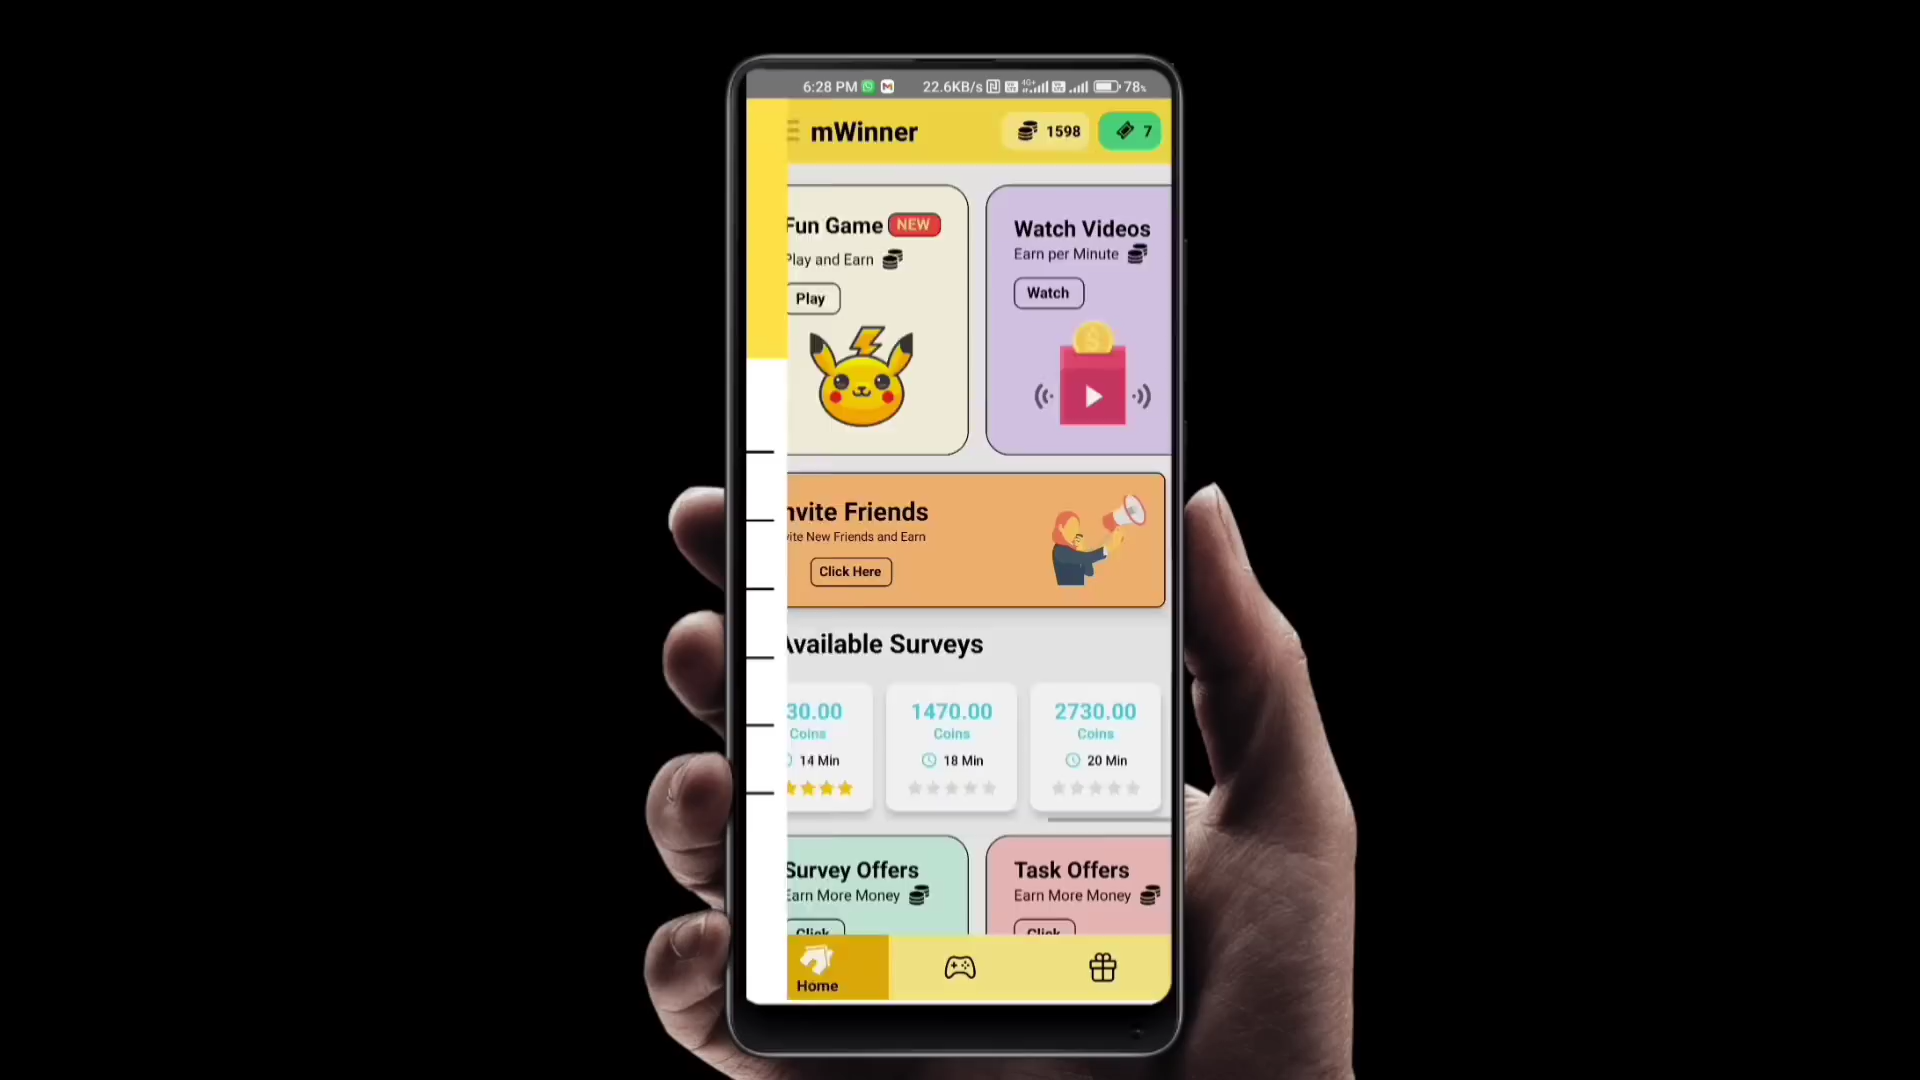 6:28 PM 22.6KB/s 4G+ 78%
mWinner 1598 7
Fun Game NEW
Play and Earn
Play
Watch Videos
Earn per Minute
Watch
nvite Friends
vite New Friends and Earn
Click Here
Available Surveys
30.00
Coins
14 Min
1470.00
Coins
18 Min
2730.00
Coins
20 Min
Survey Offers
Earn More Money
Click
Task Offers
Earn More Money
Click
Home